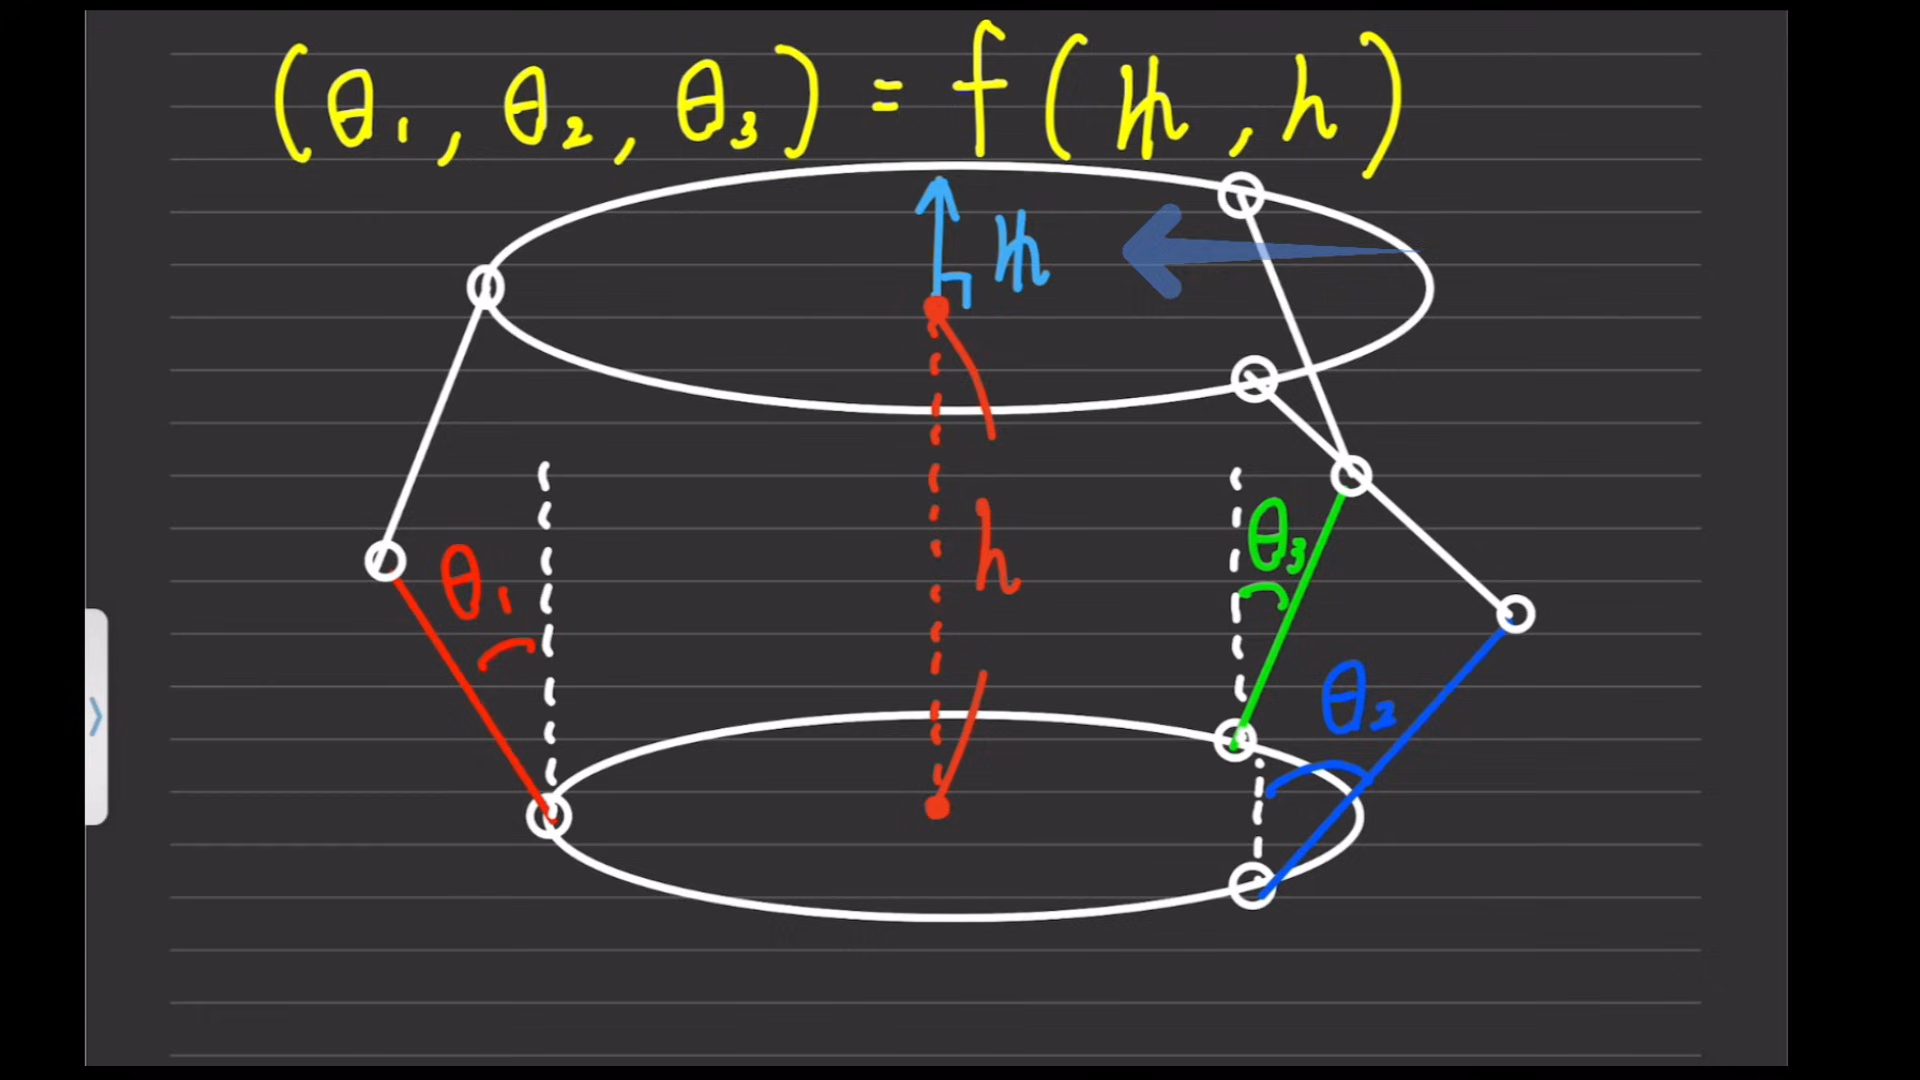 (θ₁, θ₂, θ₃) = f(𝕟, h)
𝕟
θ₁
h
θ₃
θ₂